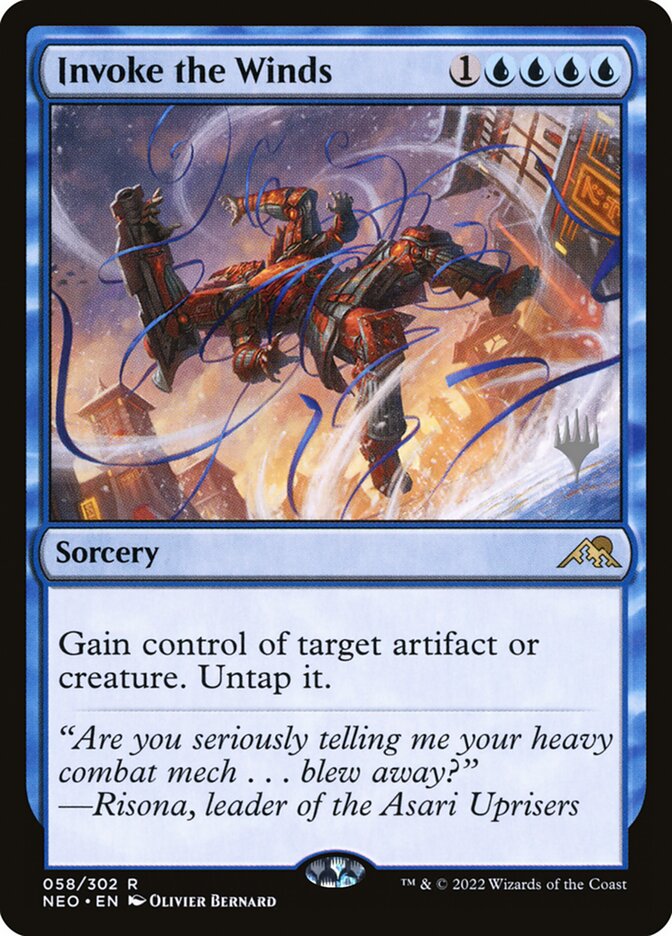 Invoke the Winds 1
Sorcery
Gain control of target artifact or
creature. Untap it.
“Are you seriously telling me your heavy
combat mech . . . blew away?”
—Risona, leader of the Asari Uprisers
058/302 R
NEO • EN Olivier Bernard
™ & © 2022 Wizards of the Coast